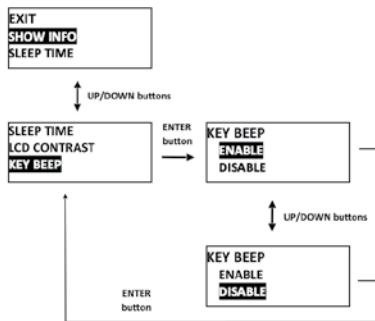 EXIT
SHOW INFO
SLEEP TIME
UP/DOWN buttons
SLEEP TIME
LCD CONTRAST
KEY BEEP
ENTER
button
KEY BEEP
ENABLE
DISABLE
UP/DOWN buttons
KEY BEEP
ENABLE
DISABLE
ENTER
button